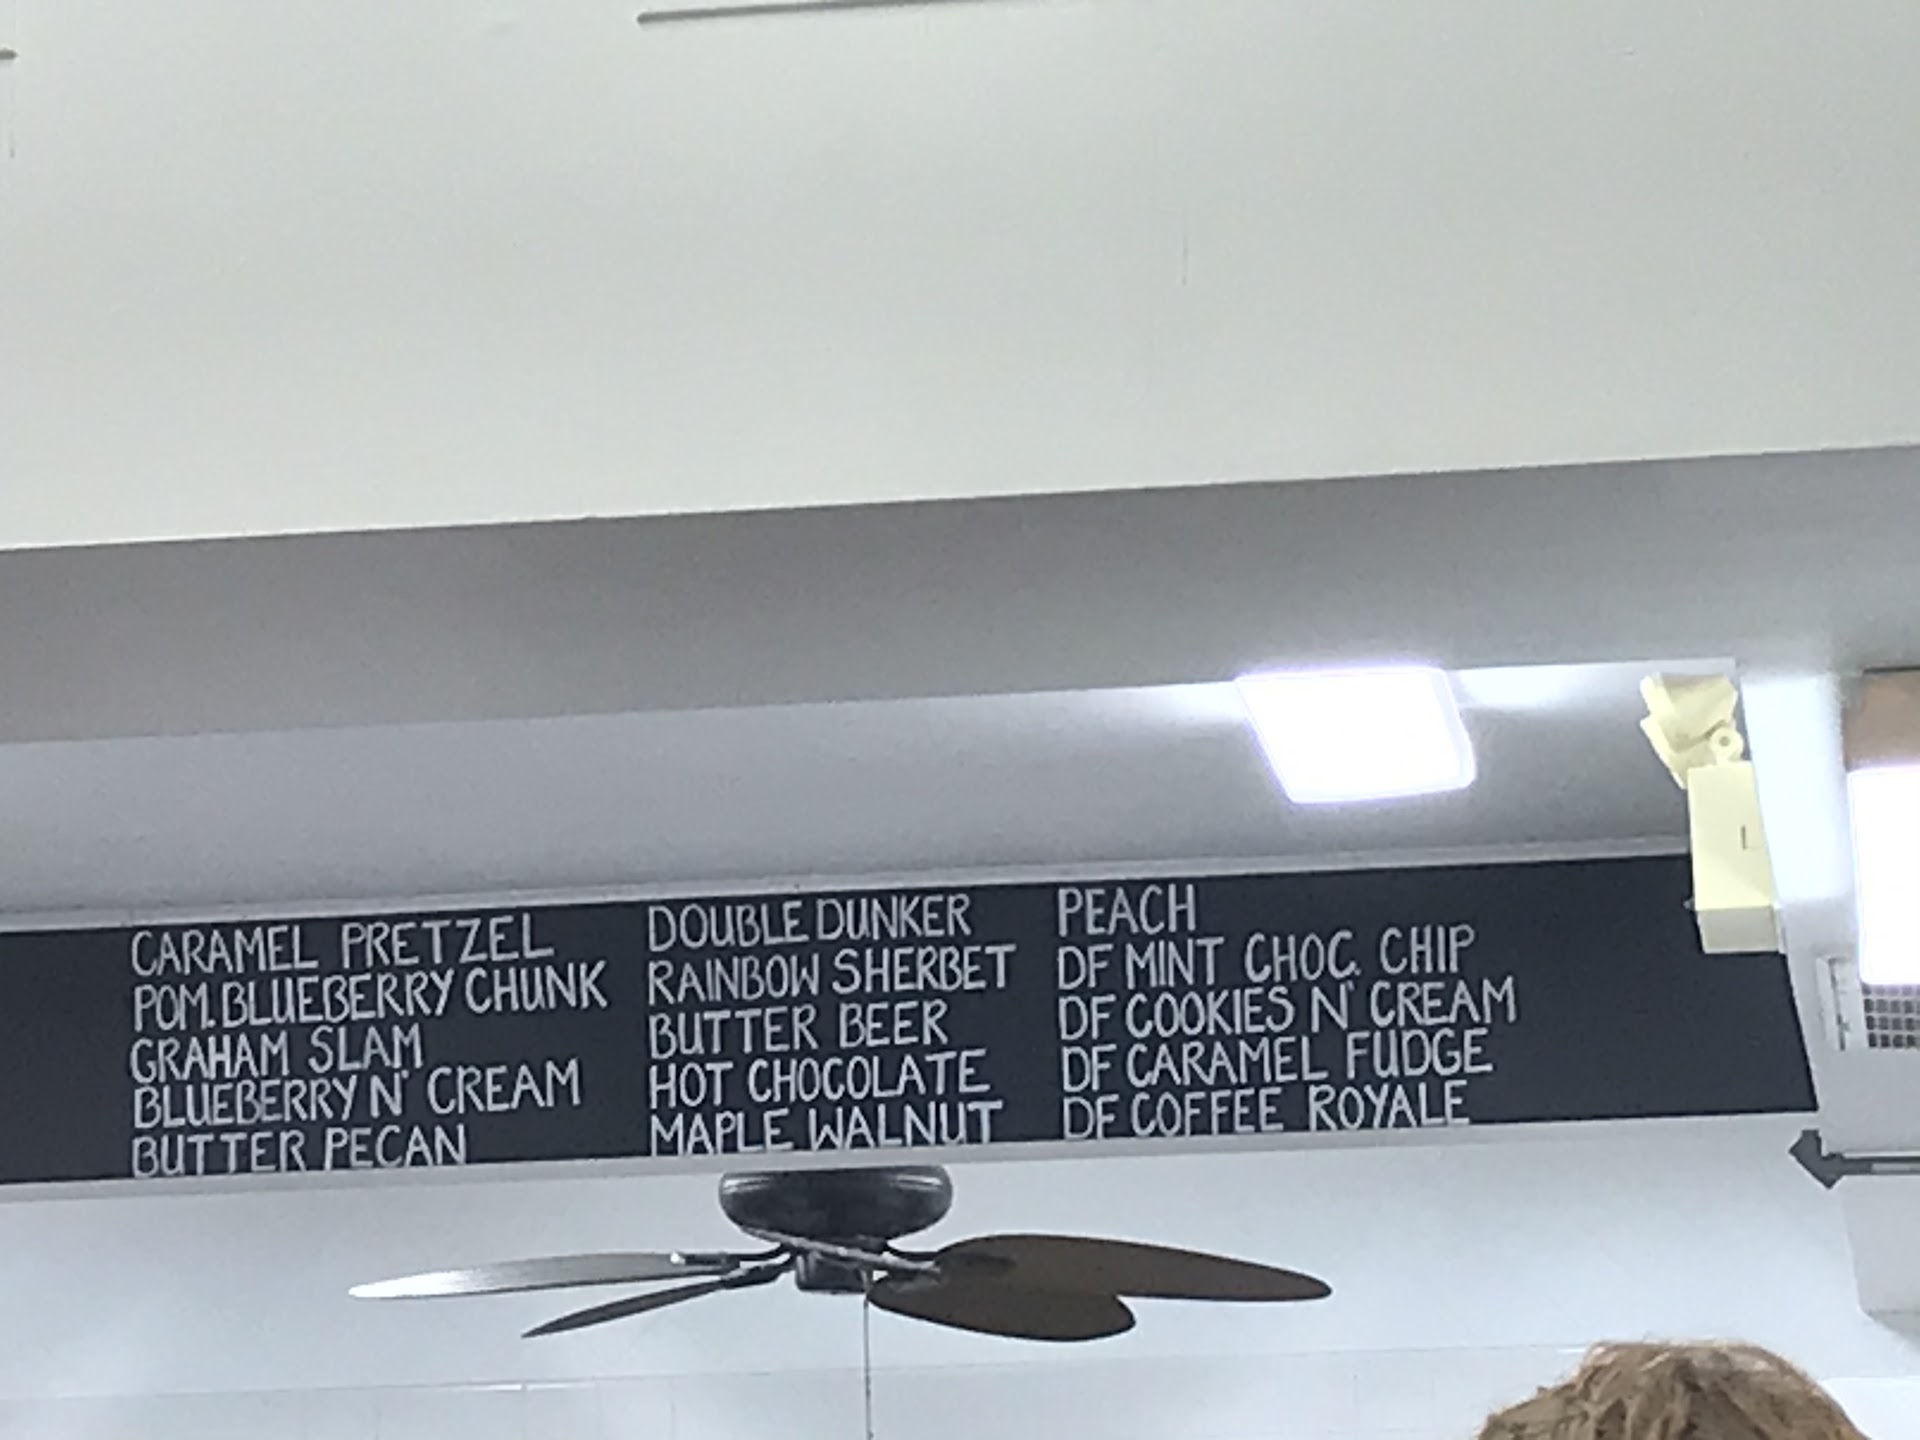 CARAMEL PRETZEL
POM. BLUEBERRY CHUNK
GRAHAM SLAM
BLUEBERRY N' CREAM
BUTTER PECAN
DOUBLE DUNKER
RAINBOW SHERBET
BUTTER BEER
HOT CHOCOLATE
MAPLE WALNUT
PEACH
DF MINT CHOC. CHIP
DF COOKIES N' CREAM
DF CARAMEL FUDGE
DF COFFEE ROYALE